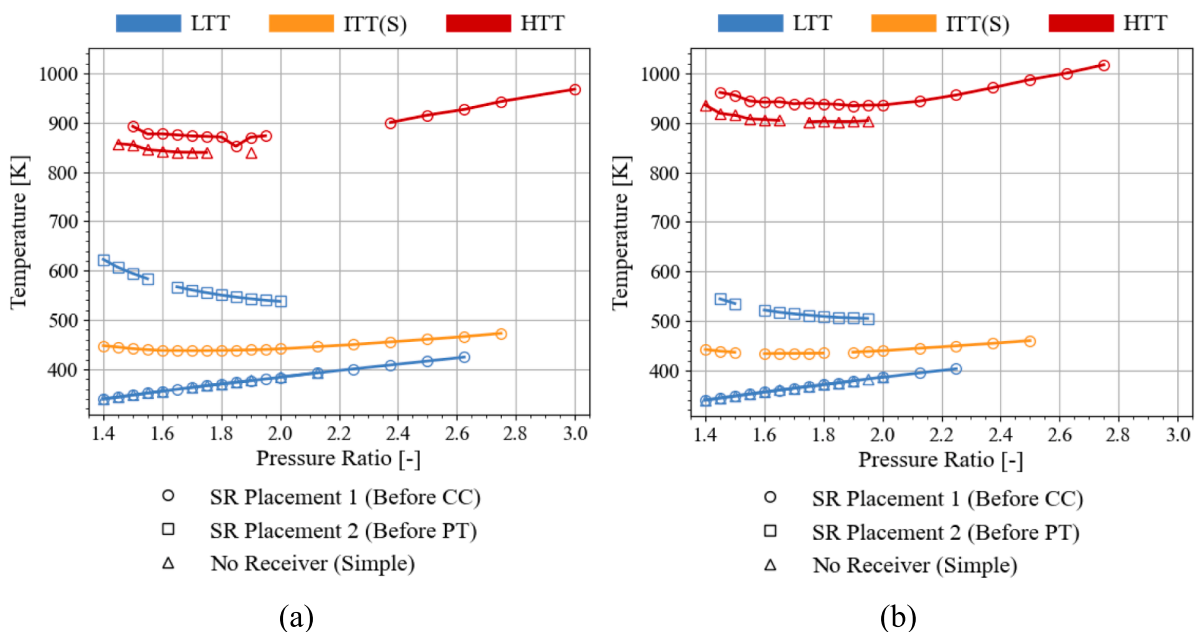 LTT ITT(S) HTT
Temperature [K]
1000
900
800
700
600
500
400
1.4 1.6 1.8 2.0 2.2 2.4 2.6 2.8 3.0
Pressure Ratio [-]
SR Placement 1 (Before CC)
SR Placement 2 (Before PT)
No Receiver (Simple)
(a)
LTT ITT(S) HTT
Temperature [K]
1000
900
800
700
600
500
400
1.4 1.6 1.8 2.0 2.2 2.4 2.6 2.8 3.0
Pressure Ratio [-]
SR Placement 1 (Before CC)
SR Placement 2 (Before PT)
No Receiver (Simple)
(b)